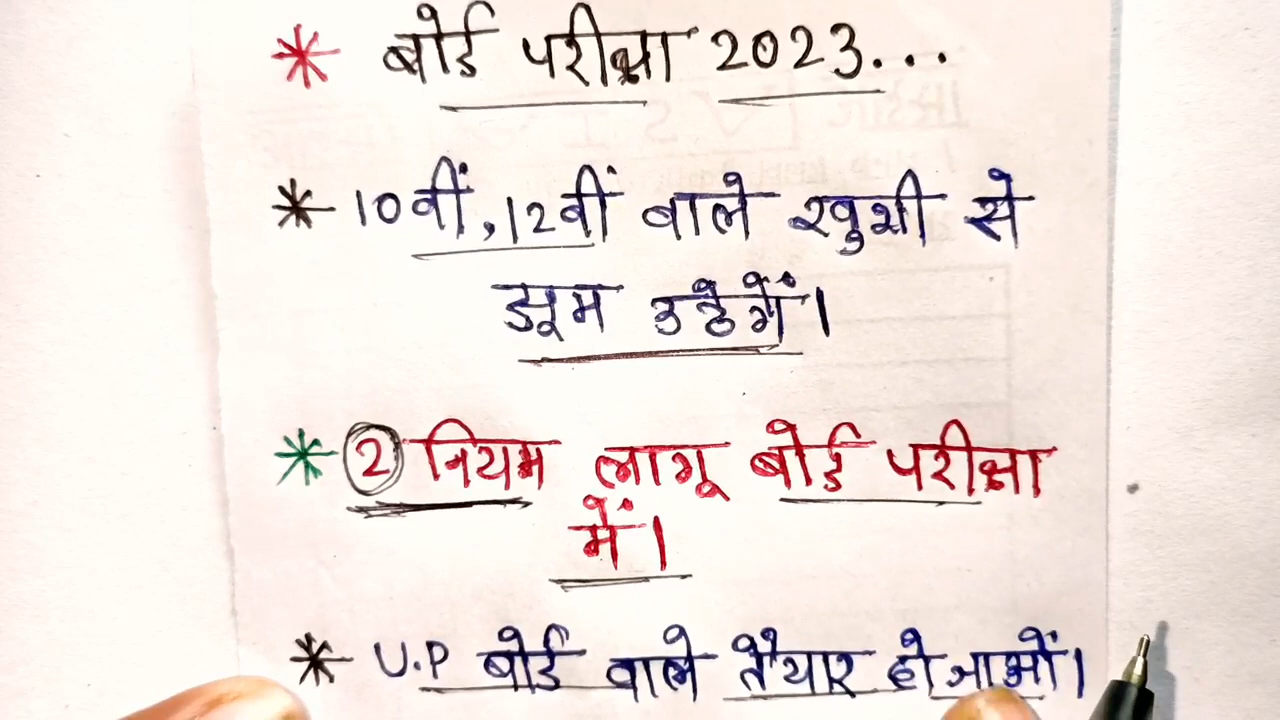 * बोर्ड परीक्षा 2023...
* 10वीं,12वीं वाले खुशी से
झूम उठेगें।
* 2 नियम लागू बोर्ड परीक्षा
में।
* U.P बोर्ड वाले तैयार हो जाओं।